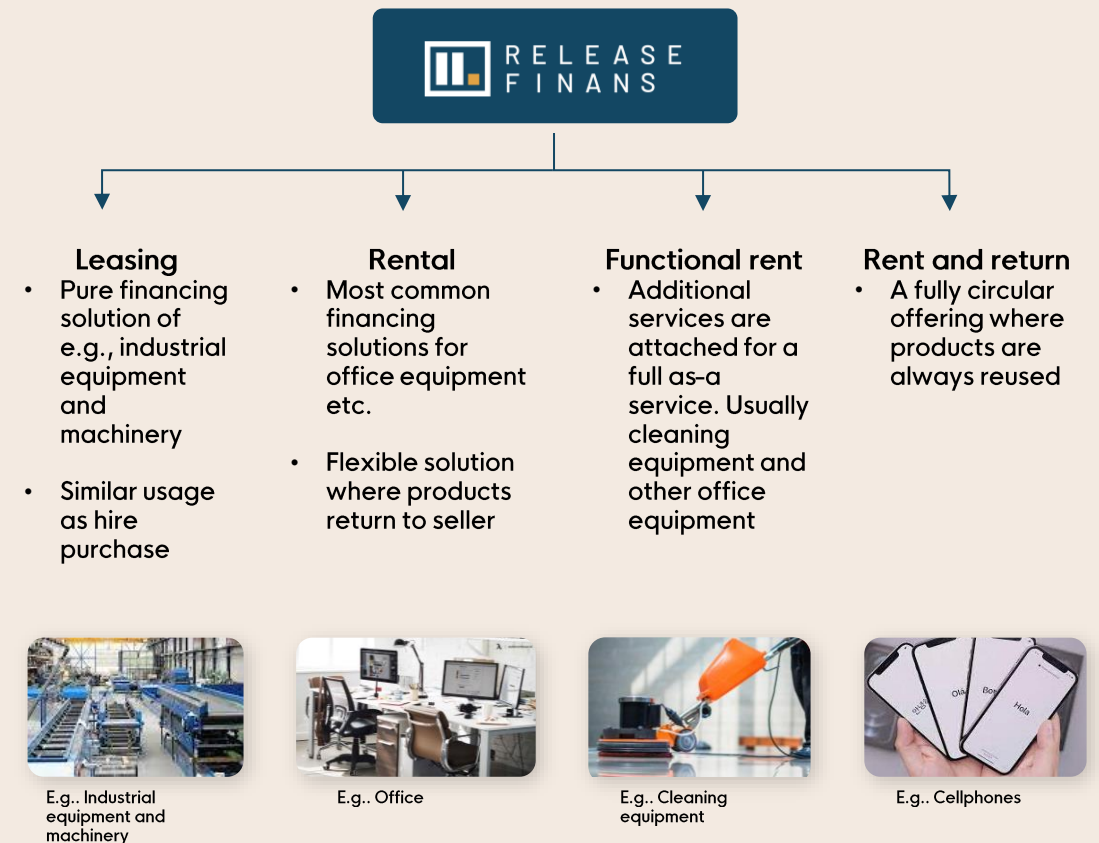 RELEASE
FINANS
Leasing
• Pure financing
solution of
e.g., industrial
equipment
and
machinery
• Similar usage
as hire
purchase
Rental
• Most common
financing
solutions for
office equipment
etc.
• Flexible solution
where products
return to seller
Functional rent
• Additional
services are
attached for a
full as-a
service. Usually
cleaning
equipment and
other office
equipment
Rent and return
• A fully circular
offering where
products are
always reused
Hola
E.g.. Industrial
equipment and
machinery
E.g.. Office
E.g.. Cleaning
equipment
E.g.. Cellphones